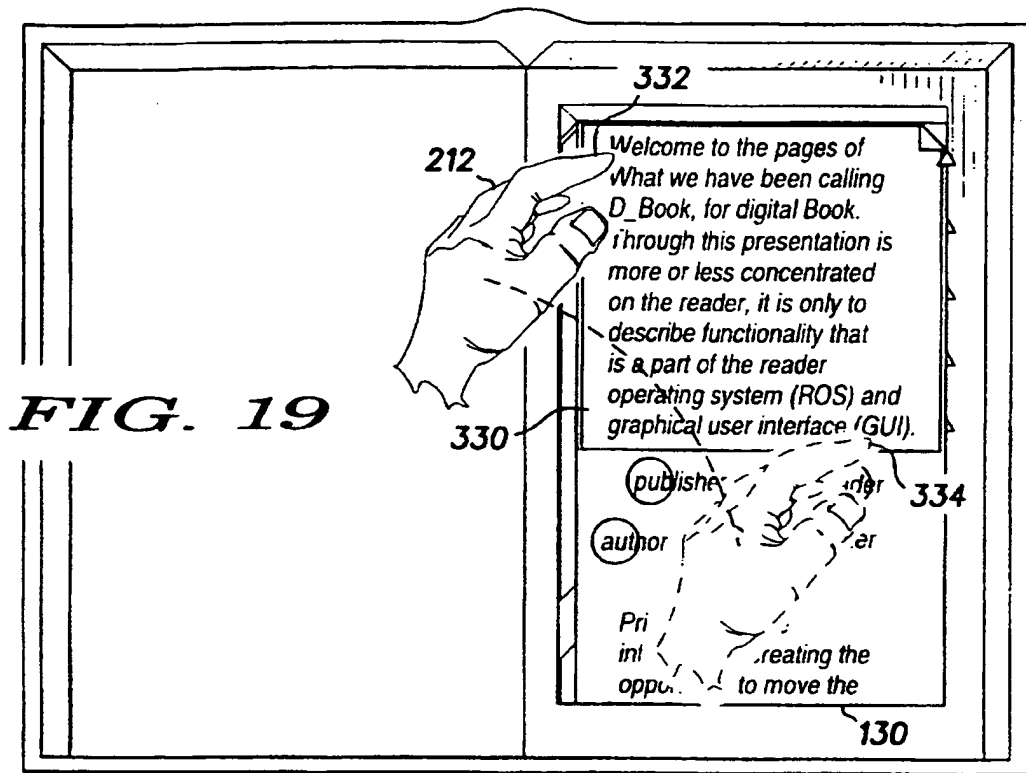 332
212
Welcome to the pages of
What we have been calling
D_Book, for digital Book.
Through this presentation is
more or less concentrated
on the reader, it is only to
describe functionality that
is a part of the reader
operating system (ROS) and
graphical user interface (GUI).
FIG. 19
330
334
publisher
author
Pri
int reating the
oppo to move the
130